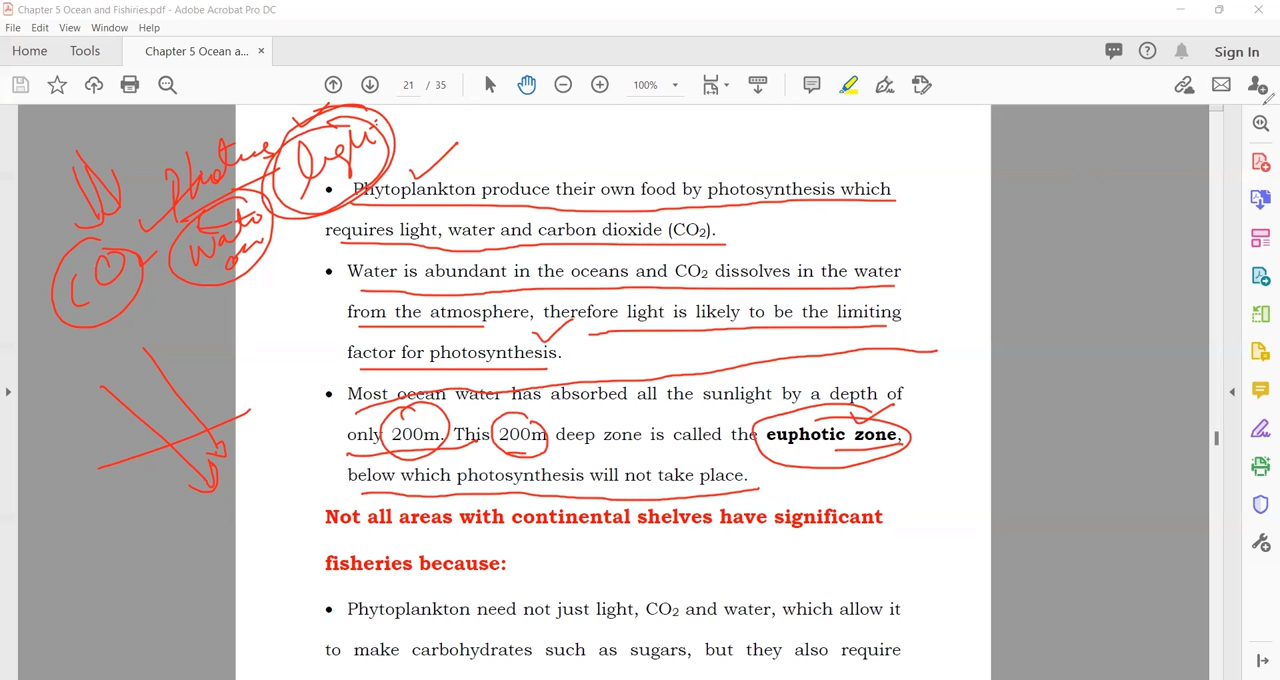 Chapter 5 Ocean and Fishiries.pdf - Adobe Acrobat Pro DC
File Edit View Window Help
Home Tools Chapter 5 Ocean a... × Sign In
21 / 35 100%
light
Water
CO
• Phytoplankton produce their own food by photosynthesis which
requires light, water and carbon dioxide (CO₂).
• Water is abundant in the oceans and CO₂ dissolves in the water
from the atmosphere, therefore light is likely to be the limiting
factor for photosynthesis.
• Most ocean water has absorbed all the sunlight by a depth of
only 200m. This 200m deep zone is called the euphotic zone,
below which photosynthesis will not take place.
Not all areas with continental shelves have significant
fisheries because:
• Phytoplankton need not just light, CO₂ and water, which allow it
to make carbohydrates such as sugars, but they also require